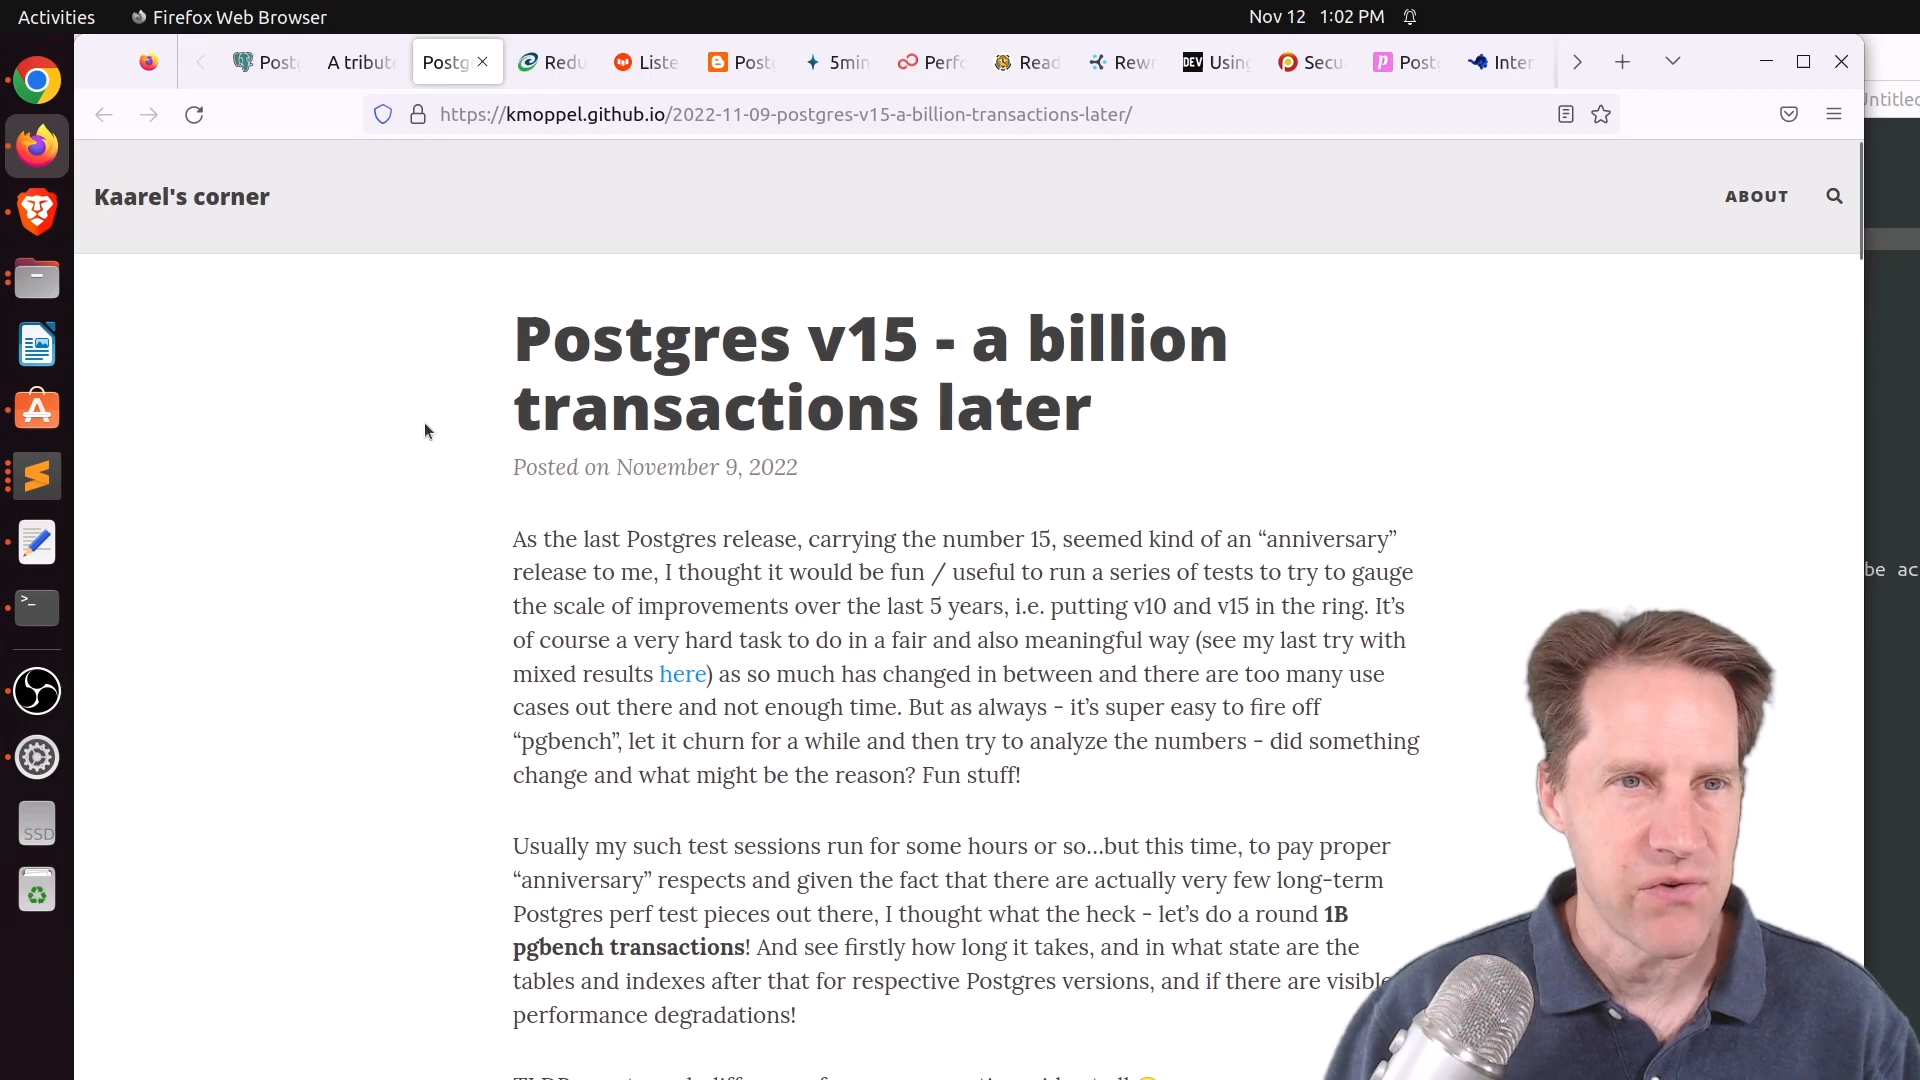 Activities
Firefox Web Browser
Nov 12 1:02 PM
Postg
A tribute
Postg
Redu
Liste
Post
5min
Perfo
Read
Rewr
DEV
Using
Secu
Postg
Inter
https://kmoppel.github.io/2022-11-09-postgres-v15-a-billion-transactions-later/
Untitled
Kaarel's corner
ABOUT
Postgres v15 - a billion
transactions later
Posted on November 9, 2022
As the last Postgres release, carrying the number 15, seemed kind of an “anniversary”
release to me, I thought it would be fun / useful to run a series of tests to try to gauge
the scale of improvements over the last 5 years, i.e. putting v10 and v15 in the ring. It’s
of course a very hard task to do in a fair and also meaningful way (see my last try with
mixed results here) as so much has changed in between and there are too many use
cases out there and not enough time. But as always - it’s super easy to fire off
“pgbench”, let it churn for a while and then try to analyze the numbers - did something
change and what might be the reason? Fun stuff!
be ac
Usually my such test sessions run for some hours or so…but this time, to pay proper
“anniversary” respects and given the fact that there are actually very few long-term
Postgres perf test pieces out there, I thought what the heck - let’s do a round 1B
pgbench transactions! And see firstly how long it takes, and in what state are the
tables and indexes after that for respective Postgres versions, and if there are visible
performance degradations!
SSD